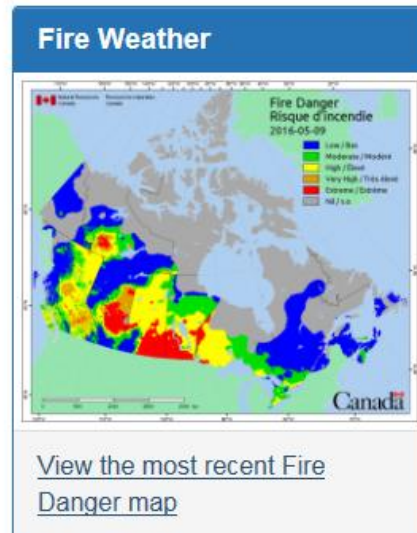 Fire Weather
Fire Danger
Risque d'incendie
2016-05-09
Low / Bas
Moderate / Modéré
High / Élevé
Very High / Très élevé
Extreme / Extrême
Nil / s.o.
Canada
View the most recent Fire
Danger map